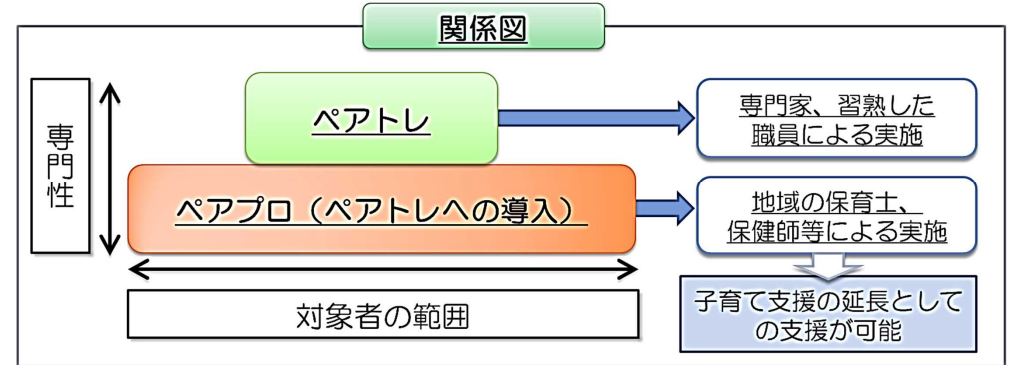 関係図
専門性
ペアトレ
専門家、習熟した
職員による実施
ペアプロ（ペアトレへの導入）
地域の保育士、
保健師等による実施
対象者の範囲
子育て支援の延長として
の支援が可能